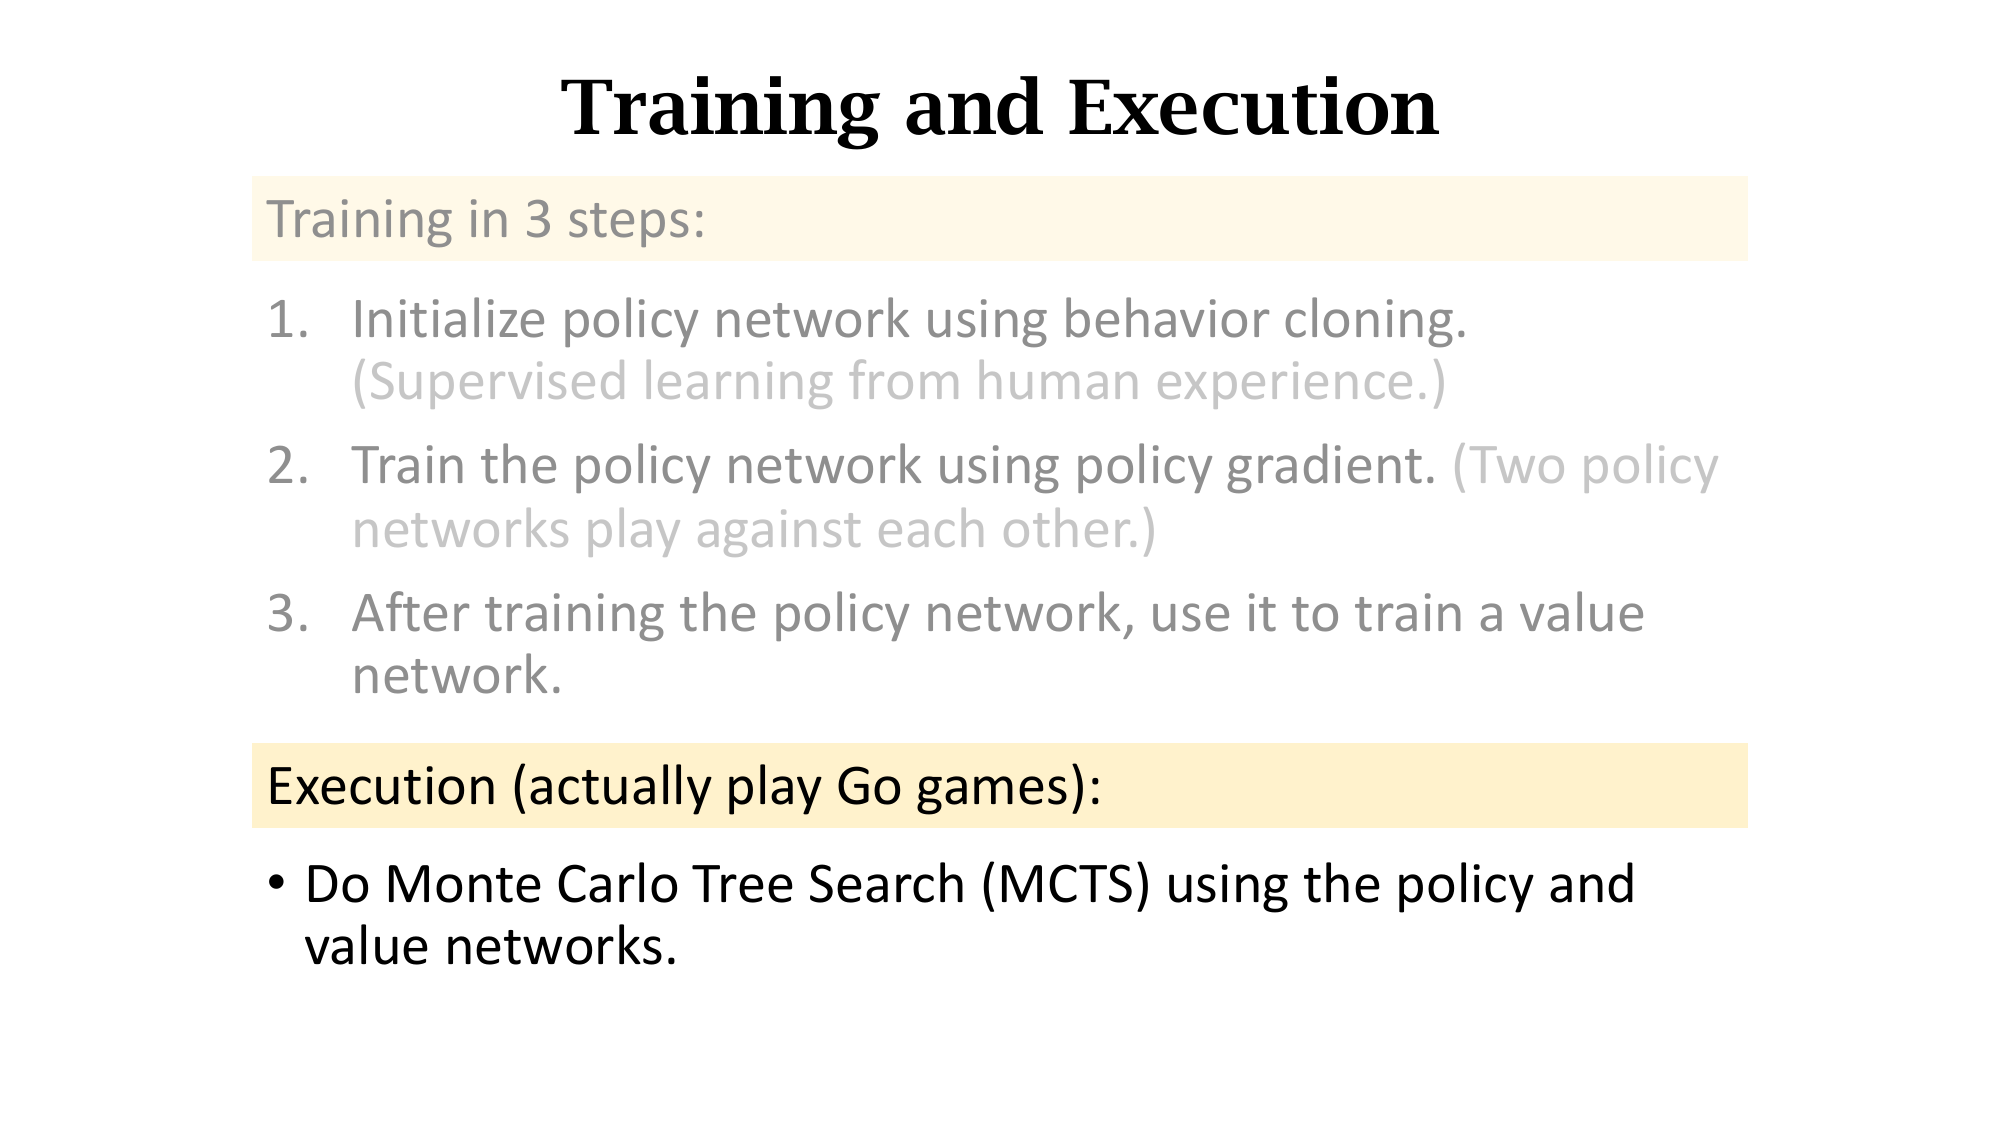 Training and Execution
Training in 3 steps:
1. Initialize policy network using behavior cloning.
(Supervised learning from human experience.)
2. Train the policy network using policy gradient. (Two policy
networks play against each other.)
3. After training the policy network, use it to train a value
network.
Execution (actually play Go games):
• Do Monte Carlo Tree Search (MCTS) using the policy and
value networks.